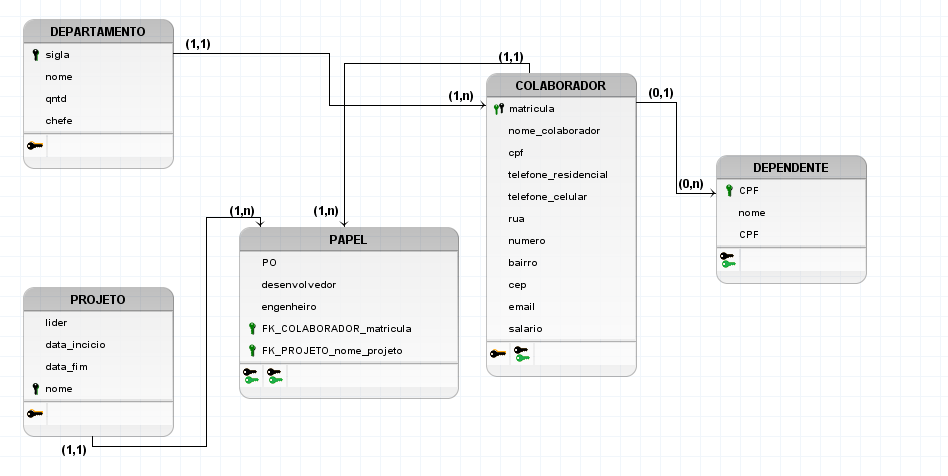 DEPARTAMENTO
sigla
nome
qntd
chefe
(1,1)
(1,n)
(1,1)
COLABORADOR
matricula
nome_colaborador
cpf
telefone_residencial
telefone_celular
rua
numero
bairro
cep
email
salario
(0,1)
(0,n)
DEPENDENTE
CPF
nome
CPF
(1,n)
(1,n)
PAPEL
PO
desenvolvedor
engenheiro
FK_COLABORADOR_matricula
FK_PROJETO_nome_projeto
PROJETO
lider
data_incicio
data_fim
nome
(1,1)